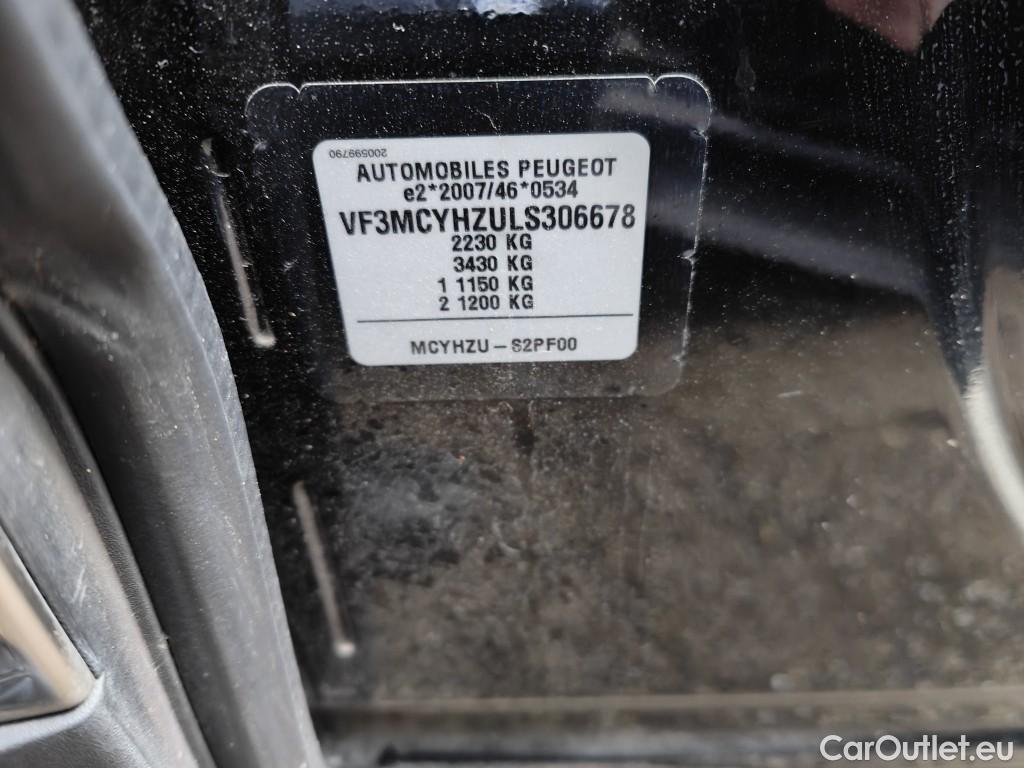 200599790
AUTOMOBILES PEUGEOT
e2*2007/46*0534
VF3MCYHZULS306678
2230 KG
3430 KG
1 1150 KG
2 1200 KG
MCYHZU - S2PF00
CarOutlet.eu